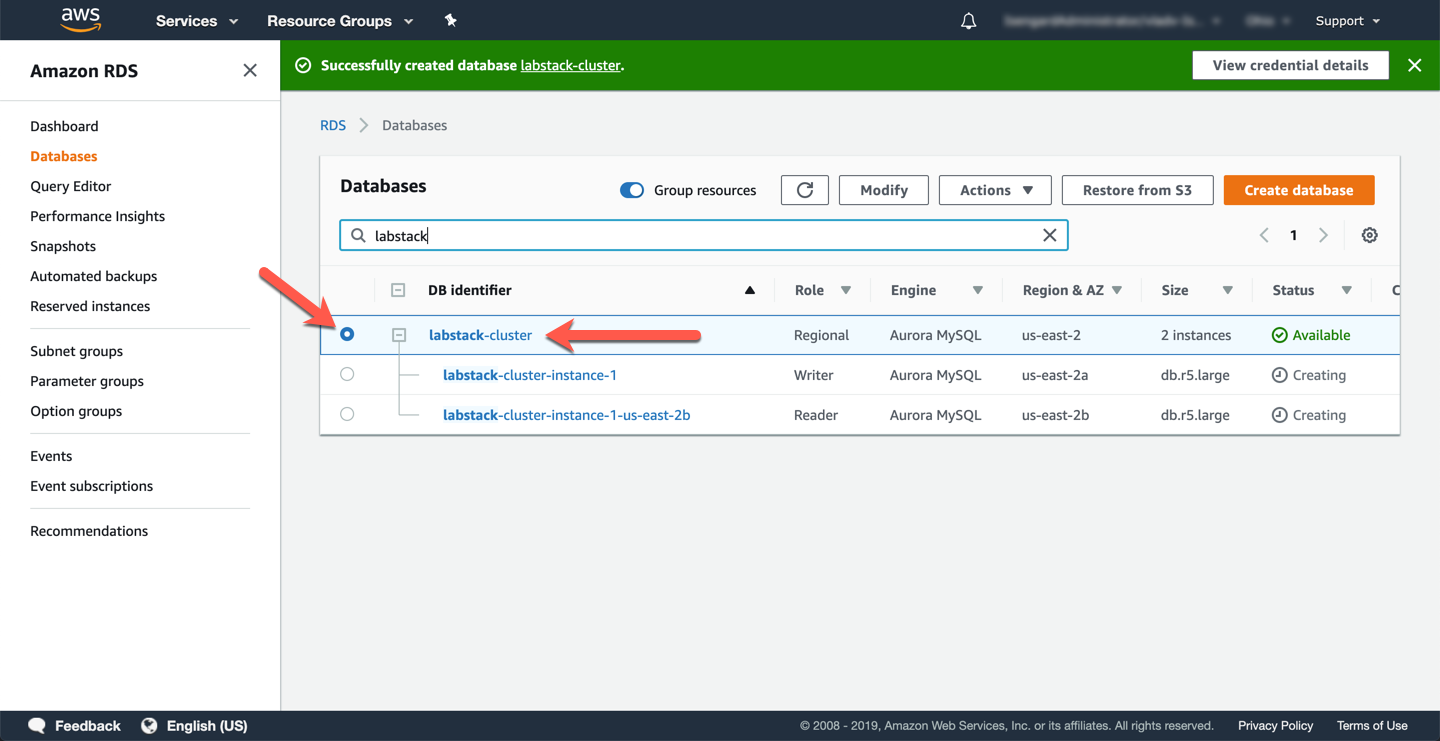 aws Services Resource Groups Support
Amazon RDS
Dashboard
Databases
Query Editor
Performance Insights
Snapshots
Automated backups
Reserved instances
Subnet groups
Parameter groups
Option groups
Events
Event subscriptions
Recommendations
Successfully created database labstack-cluster. View credential details
RDS Databases
Databases Group resources Modify Actions Restore from S3 Create database
labstack 1
DB identifier Role Engine Region & AZ Size Status C
labstack-cluster Regional Aurora MySQL us-east-2 2 instances Available
labstack-cluster-instance-1 Writer Aurora MySQL us-east-2a db.r5.large Creating
labstack-cluster-instance-1-us-east-2b Reader Aurora MySQL us-east-2b db.r5.large Creating
Feedback English (US) © 2008 - 2019, Amazon Web Services, Inc. or its affiliates. All rights reserved. Privacy Policy Terms of Use